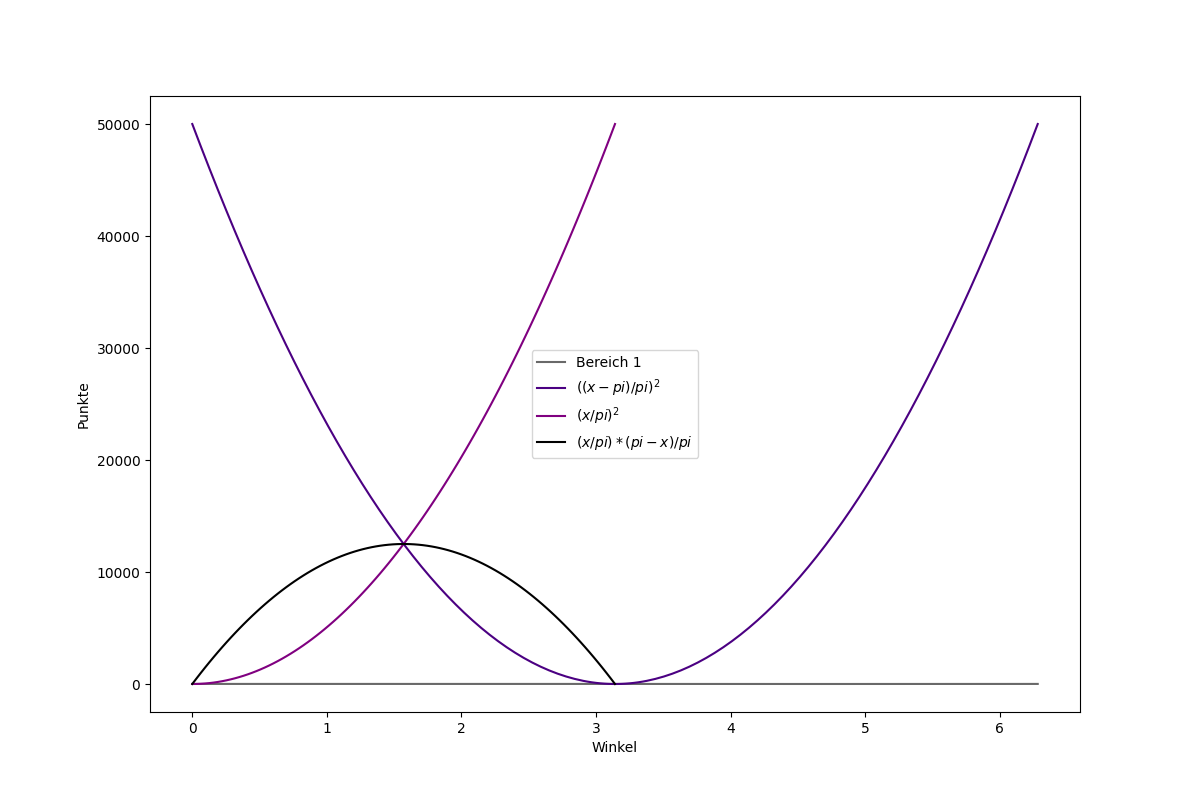 50000
40000
30000
20000
10000
0
Punkte
Bereich 1
((x − pi)/pi)²
(x/pi)²
(x/pi) * (pi − x)/pi
0 1 2 3 4 5 6
Winkel